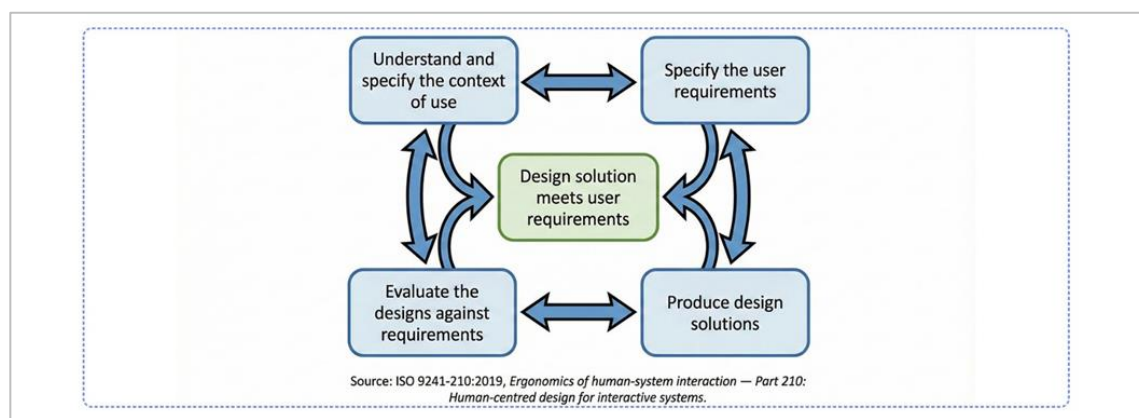 Understand and
specify the context
of use
Specify the user
requirements
Design solution
meets user
requirements
Evaluate the
designs against
requirements
Produce design
solutions
Source: ISO 9241-210:2019, Ergonomics of human-system interaction — Part 210:
Human-centred design for interactive systems.